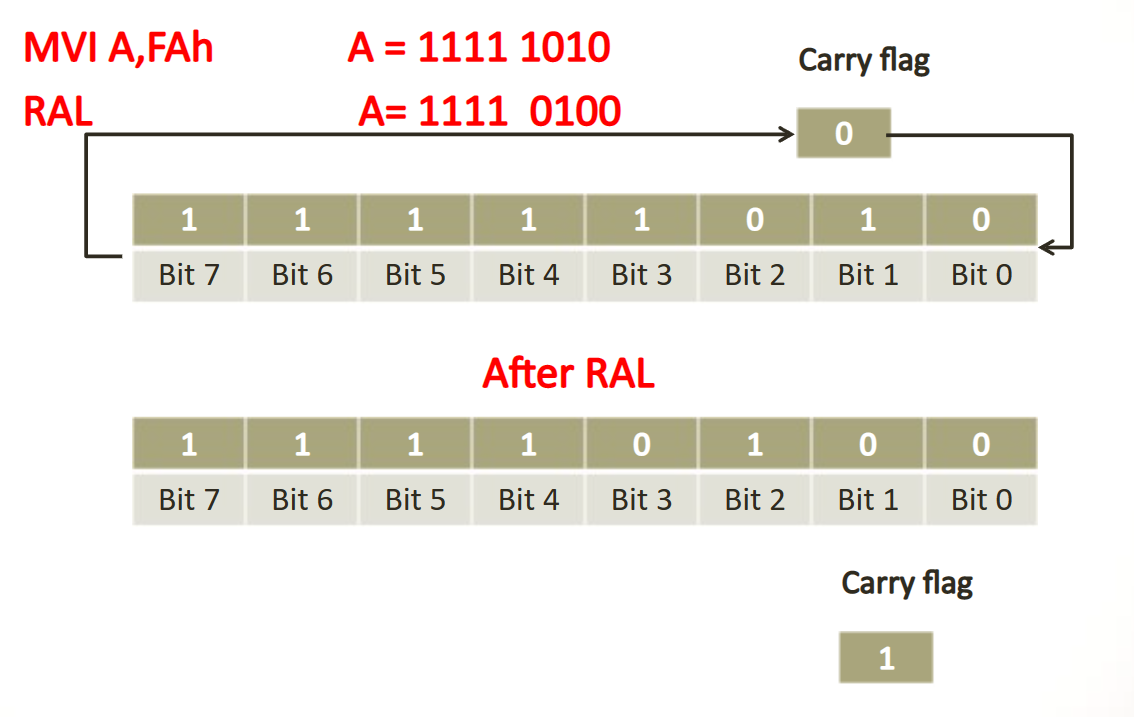 MVI A,FAh A = 1111 1010
Carry flag
RAL A= 1111 0100
0
1 1 1 1 1 0 1 0
Bit 7 Bit 6 Bit 5 Bit 4 Bit 3 Bit 2 Bit 1 Bit 0
After RAL
1 1 1 1 0 1 0 0
Bit 7 Bit 6 Bit 5 Bit 4 Bit 3 Bit 2 Bit 1 Bit 0
Carry flag
1